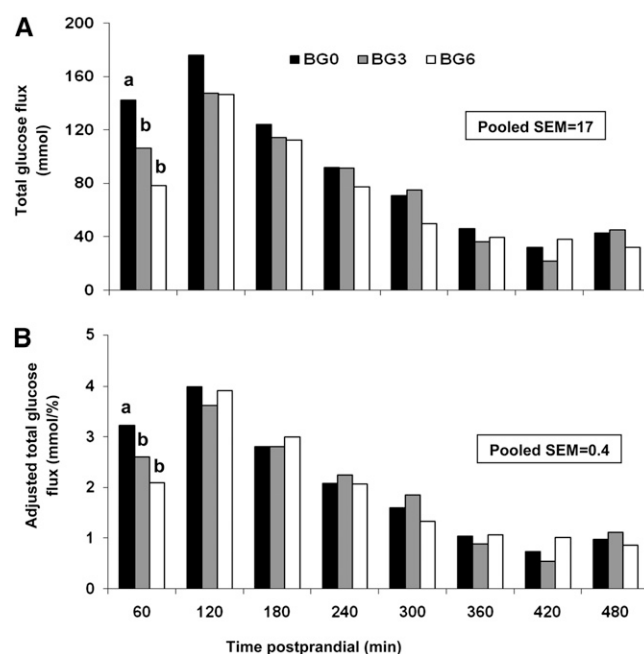 A
Total glucose flux
(mmol)
200
160
120
80
40
0
BG0 BG3 BG6
a
b
b
Pooled SEM=17
B
Adjusted total glucose
flux (mmol/%)
5
4
3
2
1
0
a
b
b
Pooled SEM=0.4
60 120 180 240 300 360 420 480
Time postprandial (min)